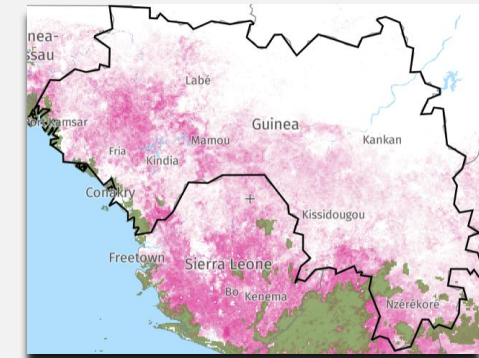 nea-
ssau
Labé
Kamsar
Guinea
Mamou
Kankan
Fria
Kindia
Conakry
Kissidougou
Freetown
Sierra Leone
Bo
Kenema
Nzérékoré